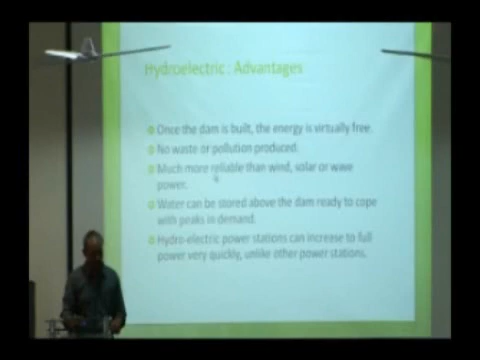 Hydroelectric : Advantages
Once the dam is built, the energy is virtually free.
No waste or pollution produced.
Much more reliable than wind, solar or wave
power.
Water can be stored above the dam ready to cope
with peaks in demand.
Hydro-electric power stations can increase to full
power very quickly, unlike other power stations.